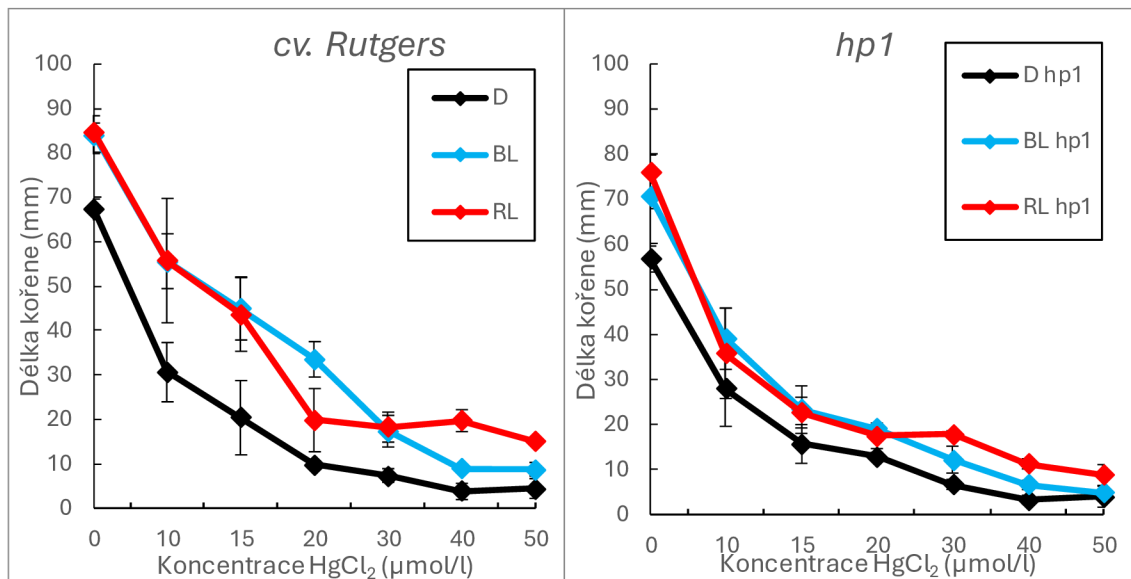 cv. Rutgers
100
90
80
70
60
50
40
30
20
10
0
Délka kořene (mm)
D
BL
RL
0 10 15 20 30 40 50
Koncentrace HgCl₂ (µmol/l)
hp1
100
90
80
70
60
50
40
30
20
10
0
Délka kořene (mm)
D hp1
BL hp1
RL hp1
0 10 15 20 30 40 50
Koncentrace HgCl₂ (µmol/l)